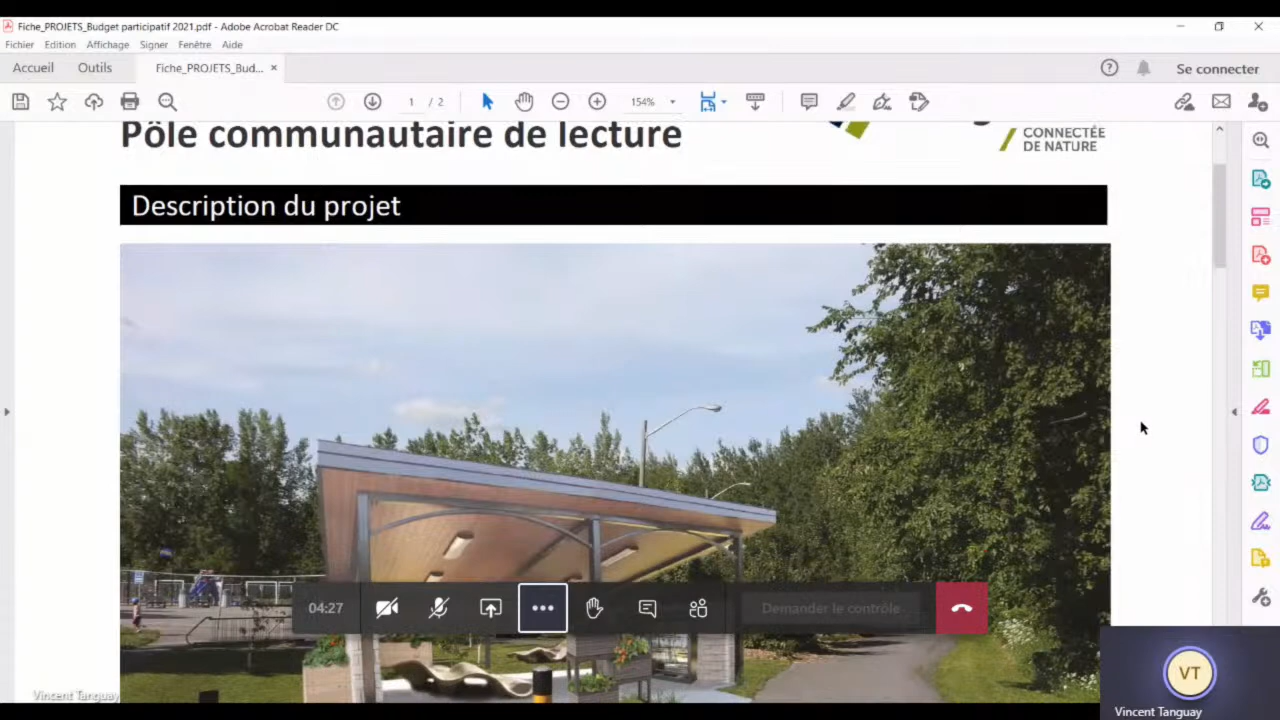 Fiche_PROJETS_Budget participatif 2021.pdf - Adobe Acrobat Reader DC
Fichier Edition Affichage Signer Fenêtre Aide
Accueil Outils Fiche_PROJETS_Bud... ×
Se connecter
1 / 2 154%
Pôle communautaire de lecture
CONNECTÉE
DE NATURE
Description du projet
04:27
Demander le contrôle
VT
Vincent Tanguay
Vincent Tanguay